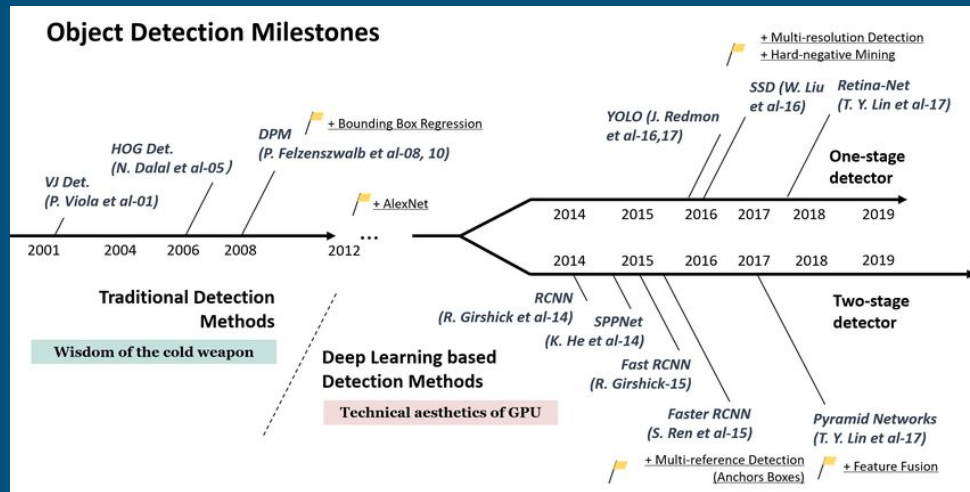 Object Detection Milestones
+ Multi-resolution Detection
+ Hard-negative Mining
SSD (W. Liu
et al-16)
Retina-Net
(T. Y. Lin et al-17)
YOLO (J. Redmon
et al-16,17)
+ Bounding Box Regression
DPM
(P. Felzenszwalb et al-08, 10)
HOG Det.
(N. Dalal et al-05)
VJ Det.
(P. Viola et al-01)
One-stage
detector
+ AlexNet
...
2014 2015 2016 2017 2018 2019
2001 2004 2006 2008 2012
2014 2015 2016 2017 2018 2019
Traditional Detection
Methods
Wisdom of the cold weapon
Two-stage
detector
RCNN
(R. Girshick et al-14)
SPPNet
(K. He et al-14)
Deep Learning based
Detection Methods
Technical aesthetics of GPU
Fast RCNN
(R. Girshick-15)
Faster RCNN
(S. Ren et al-15)
Pyramid Networks
(T. Y. Lin et al-17)
+ Multi-reference Detection
(Anchors Boxes)
+ Feature Fusion